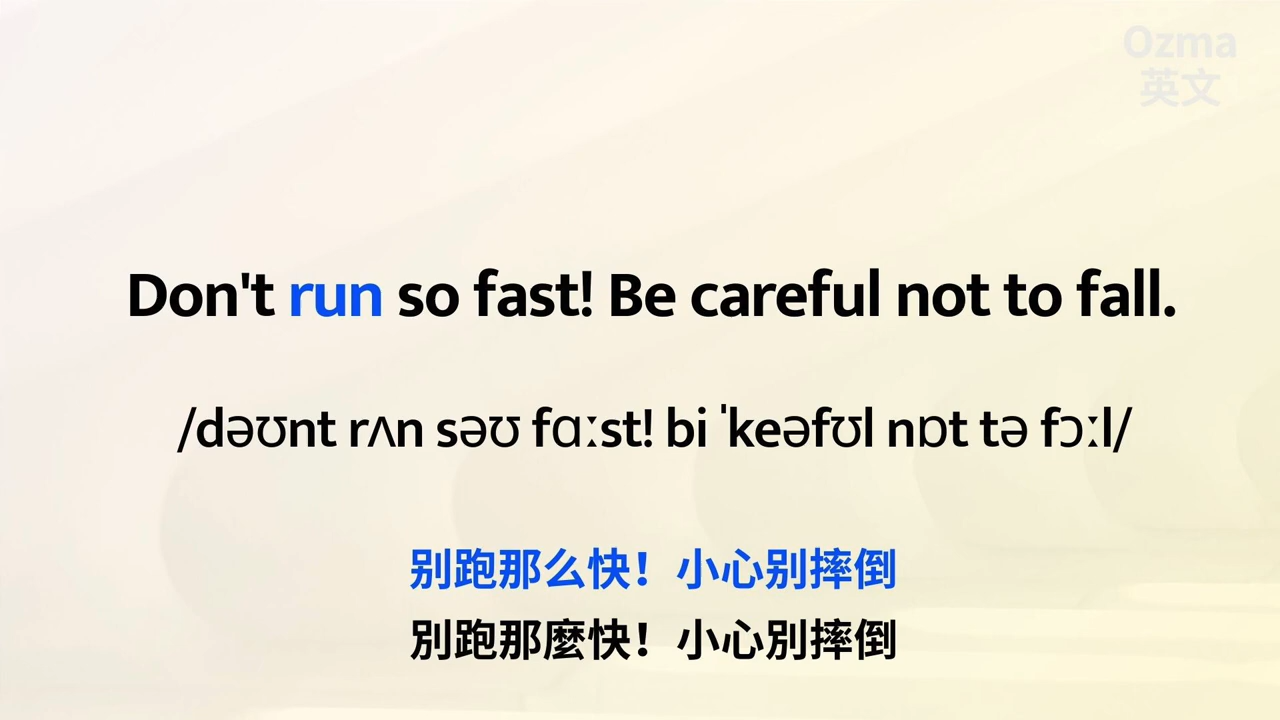 Ozma
英文
Don't run so fast! Be careful not to fall.
/dəʊnt rʌn səʊ fɑːst! bi ˈkeəfʊl nɒt tə fɔːl/
别跑那么快！小心别摔倒
別跑那麼快！小心別摔倒